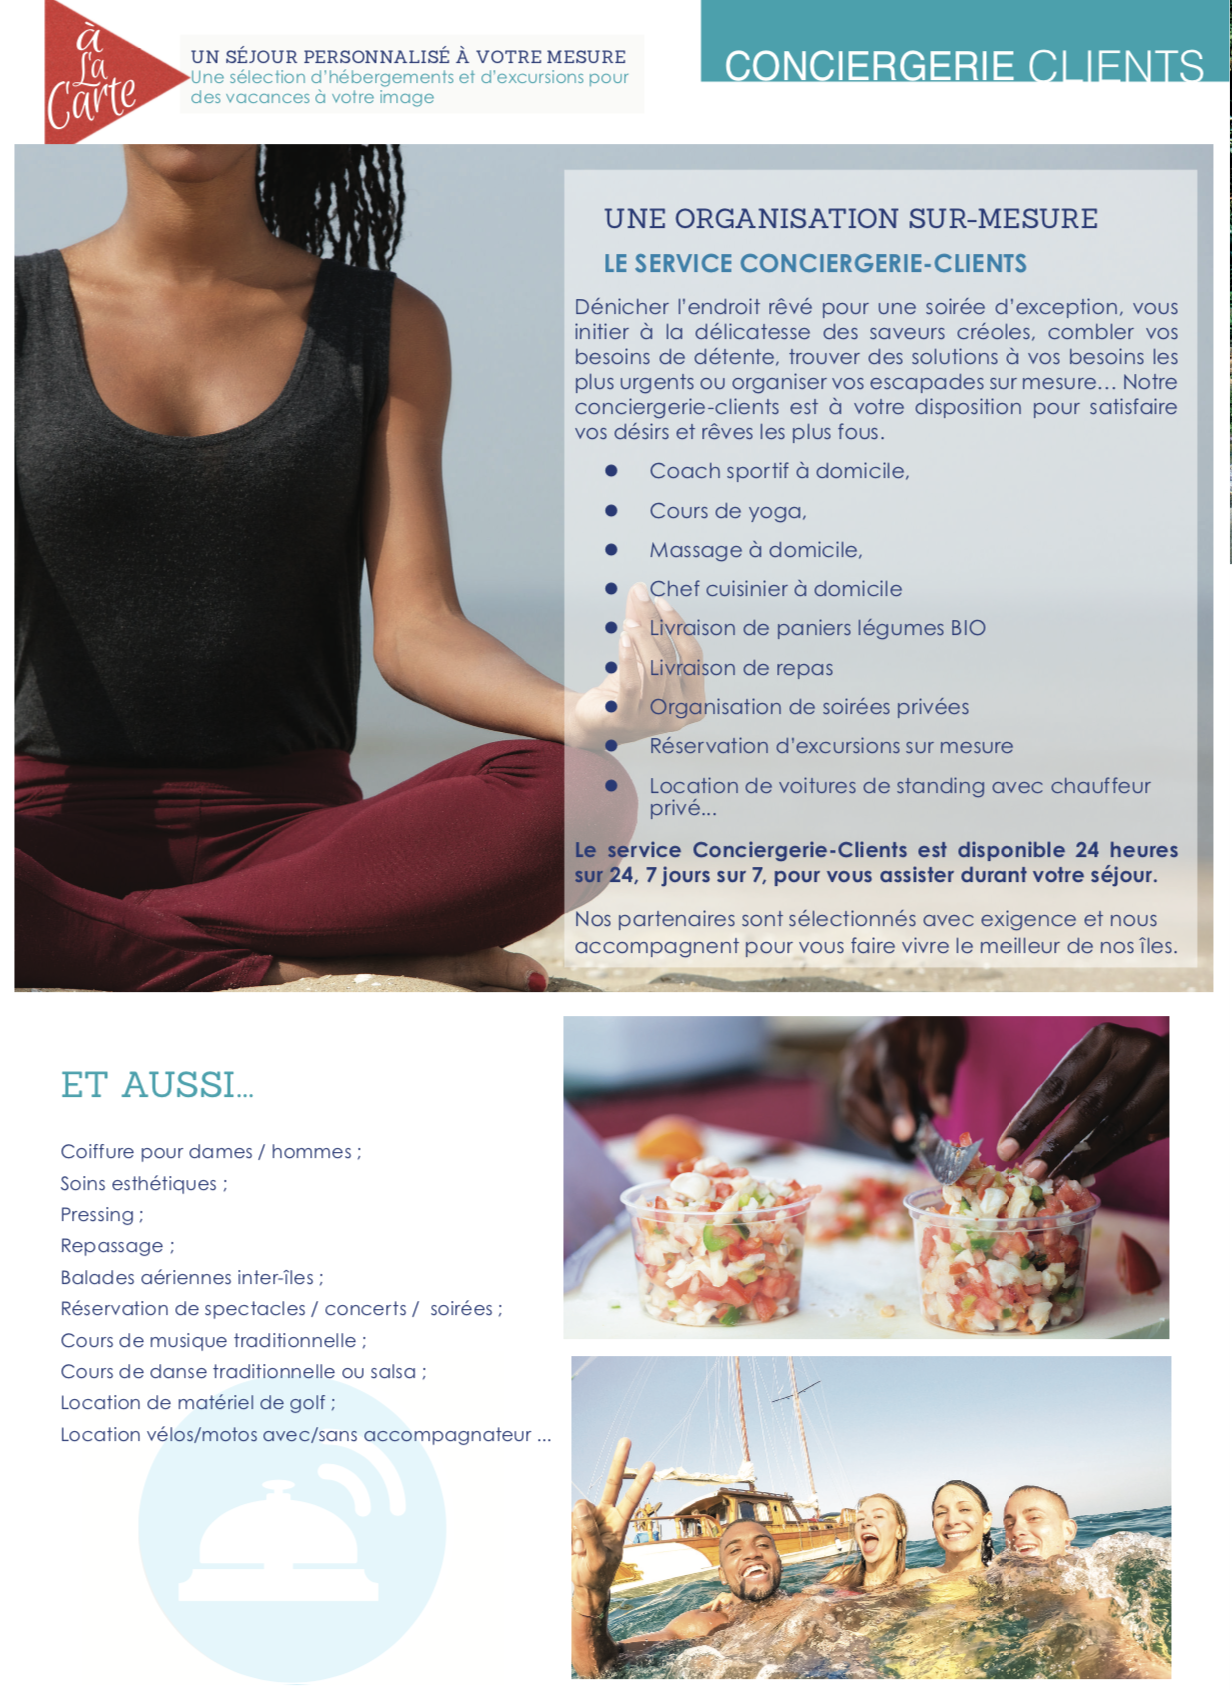 à
La
Carte
UN SÉJOUR PERSONNALISÉ À VOTRE MESURE
Une sélection d'hébergements et d'excursions pour
des vacances à votre image
CONCIERGERIE CLIENTS
UNE ORGANISATION SUR-MESURE
LE SERVICE CONCIERGERIE-CLIENTS
Dénicher l'endroit rêvé pour une soirée d'exception, vous
initier à la délicatesse des saveurs créoles, combler vos
besoins de détente, trouver des solutions à vos besoins les
plus urgents ou organiser vos escapades sur mesure... Notre
conciergerie-clients est à votre disposition pour satisfaire
vos désirs et rêves les plus fous.
● Coach sportif à domicile,
● Cours de yoga,
● Massage à domicile,
● Chef cuisinier à domicile
● Livraison de paniers légumes BIO
● Livraison de repas
● Organisation de soirées privées
● Réservation d'excursions sur mesure
● Location de voitures de standing avec chauffeur
privé...
Le service Conciergerie-Clients est disponible 24 heures
sur 24, 7 jours sur 7, pour vous assister durant votre séjour.
Nos partenaires sont sélectionnés avec exigence et nous
accompagnent pour vous faire vivre le meilleur de nos îles.
ET AUSSI...
Coiffure pour dames / hommes ;
Soins esthétiques ;
Pressing ;
Repassage ;
Balades aériennes inter-îles ;
Réservation de spectacles / concerts / soirées ;
Cours de musique traditionnelle ;
Cours de danse traditionnelle ou salsa ;
Location de matériel de golf ;
Location vélos/motos avec/sans accompagnateur ...